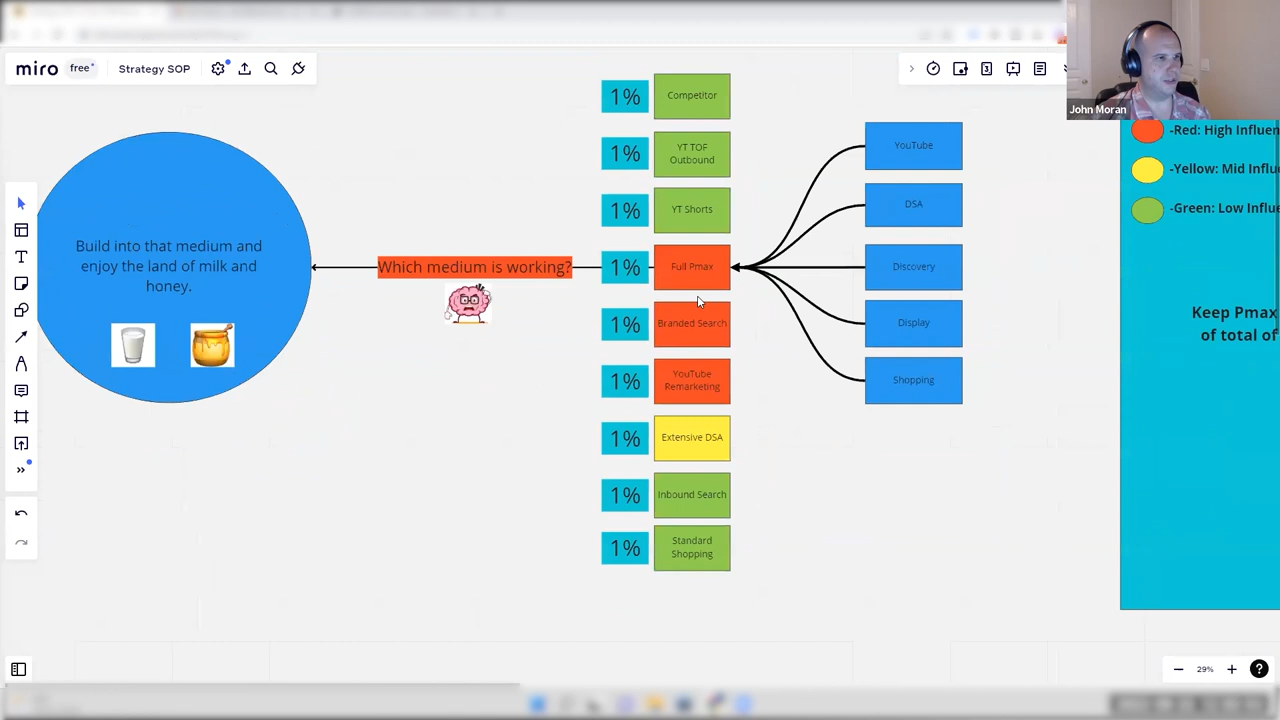 miro free
Strategy SOP
John Moran
Build into that medium and
enjoy the land of milk and
honey.
Which medium is working?
1% Competitor
1% YT TOF
Outbound
1% YT Shorts
1% Full Pmax
1% Branded Search
1% YouTube
Remarketing
1% Extensive DSA
1% Inbound Search
1% Standard
Shopping
YouTube
DSA
Discovery
Display
Shopping
-Red: High Influen
-Yellow: Mid Influ
-Green: Low Influe
Keep Pmax
of total of
29%